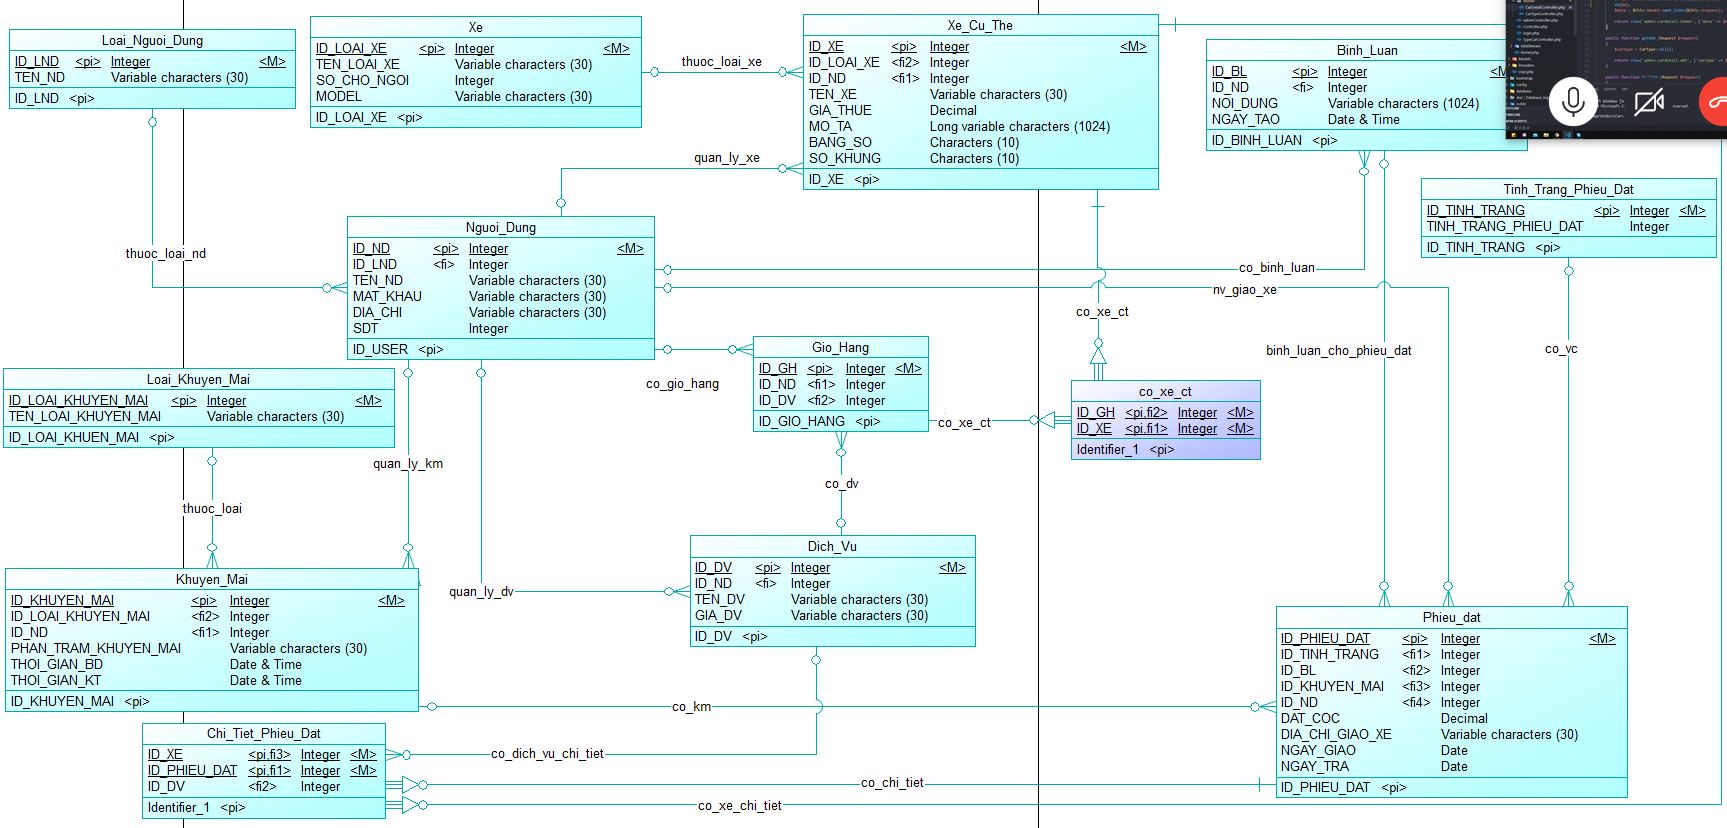 Loai_Nguoi_Dung
ID_LND <pi> Integer <M>
TEN_ND Variable characters (30)
ID_LND <pi>
Xe
ID_LOAI_XE <pi> Integer <M>
TEN_LOAI_XE Variable characters (30)
SO_CHO_NGOI Integer
MODEL Variable characters (30)
ID_LOAI_XE <pi>
thuoc_loai_xe
Xe_Cu_The
ID_XE <pi> Integer <M>
ID_LOAI_XE <fi2> Integer
ID_ND <fi1> Integer
TEN_XE Variable characters (30)
GIA_THUE Decimal
MO_TA Long variable characters (1024)
BANG_SO Characters (10)
SO_KHUNG Characters (10)
ID_XE <pi>
Binh_Luan
ID_BL <pi> Integer
ID_ND <fi> Integer
NOI_DUNG Variable characters (1024)
NGAY_TAO Date & Time
ID_BINH_LUAN <pi>
quan_ly_xe
Tinh_Trang_Phieu_Dat
ID_TINH_TRANG <pi> Integer <M>
TINH_TRANG_PHIEU_DAT Integer
ID_TINH_TRANG <pi>
thuoc_loai_nd
Nguoi_Dung
ID_ND <pi> Integer <M>
ID_LND <fi> Integer
TEN_ND Variable characters (30)
MAT_KHAU Variable characters (30)
DIA_CHI Variable characters (30)
SDT Integer
ID_USER <pi>
co_binh_luan
nv_giao_xe
co_xe_ct
binh_luan_cho_phieu_dat
co_vc
Gio_Hang
ID_GH <pi> Integer <M>
ID_ND <fi1> Integer
ID_DV <fi2> Integer
ID_GIO_HANG <pi>
co_gio_hang
co_xe_ct
co_xe_ct
ID_GH <pi,fi2> Integer <M>
ID_XE <pi,fi1> Integer <M>
Identifier_1 <pi>
Loai_Khuyen_Mai
ID_LOAI_KHUYEN_MAI <pi> Integer <M>
TEN_LOAI_KHUYEN_MAI Variable characters (30)
ID_LOAI_KHUEN_MAI <pi>
quan_ly_km
co_dv
thuoc_loai
Dich_Vu
ID_DV <pi> Integer <M>
ID_ND <fi> Integer
TEN_DV Variable characters (30)
GIA_DV Variable characters (30)
ID_DV <pi>
quan_ly_dv
Khuyen_Mai
ID_KHUYEN_MAI <pi> Integer <M>
ID_LOAI_KHUYEN_MAI <fi2> Integer
ID_ND <fi1> Integer
PHAN_TRAM_KHUYEN_MAI Variable characters (30)
THOI_GIAN_BD Date & Time
THOI_GIAN_KT Date & Time
ID_KHUYEN_MAI <pi>
Phieu_dat
ID_PHIEU_DAT <pi> Integer <M>
ID_TINH_TRANG <fi1> Integer
ID_BL <fi2> Integer
ID_KHUYEN_MAI <fi3> Integer
ID_ND <fi4> Integer
DAT_COC Decimal
DIA_CHI_GIAO_XE Variable characters (30)
NGAY_GIAO Date
NGAY_TRA Date
ID_PHIEU_DAT <pi>
co_km
Chi_Tiet_Phieu_Dat
ID_XE <pi,fi3> Integer <M>
ID_PHIEU_DAT <pi,fi1> Integer <M>
ID_DV <fi2> Integer
Identifier_1 <pi>
co_dich_vu_chi_tiet
co_chi_tiet
co_xe_chi_tiet